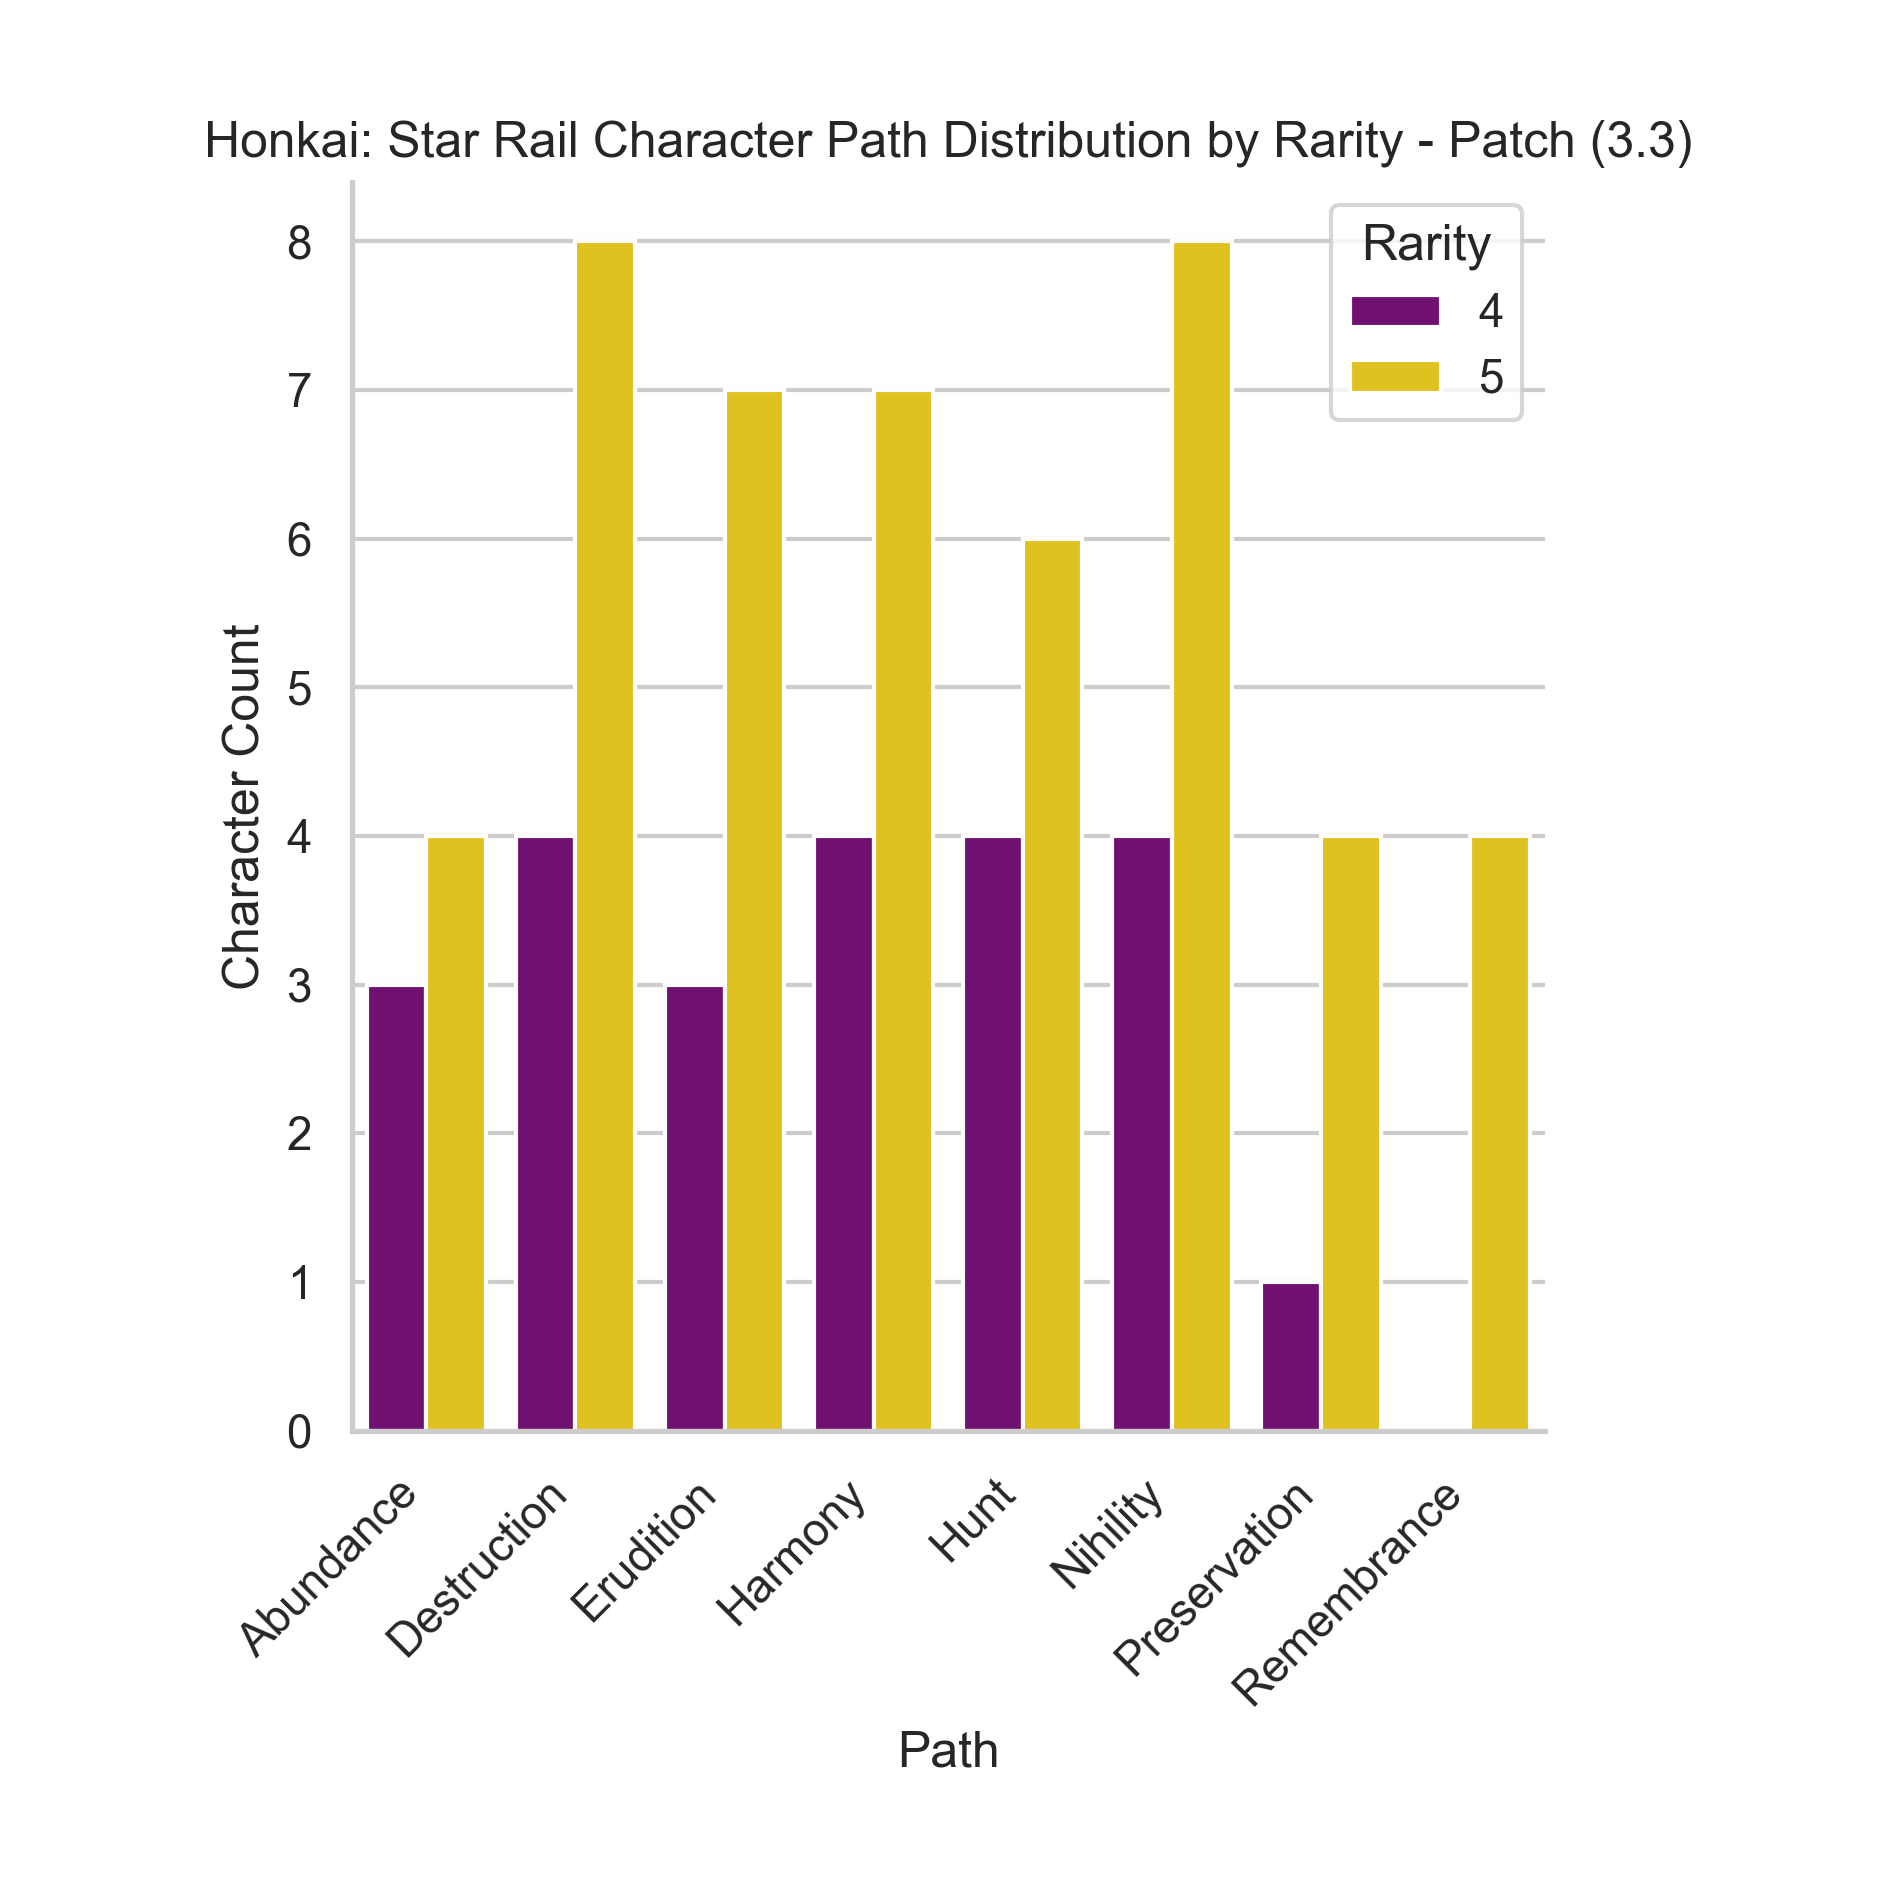 Honkai: Star Rail Character Path Distribution by Rarity - Patch (3.3)
Rarity
4
5
Character Count
8
7
6
5
4
3
2
1
0
Abundance
Destruction
Erudition
Harmony
Hunt
Nihility
Preservation
Remembrance
Path